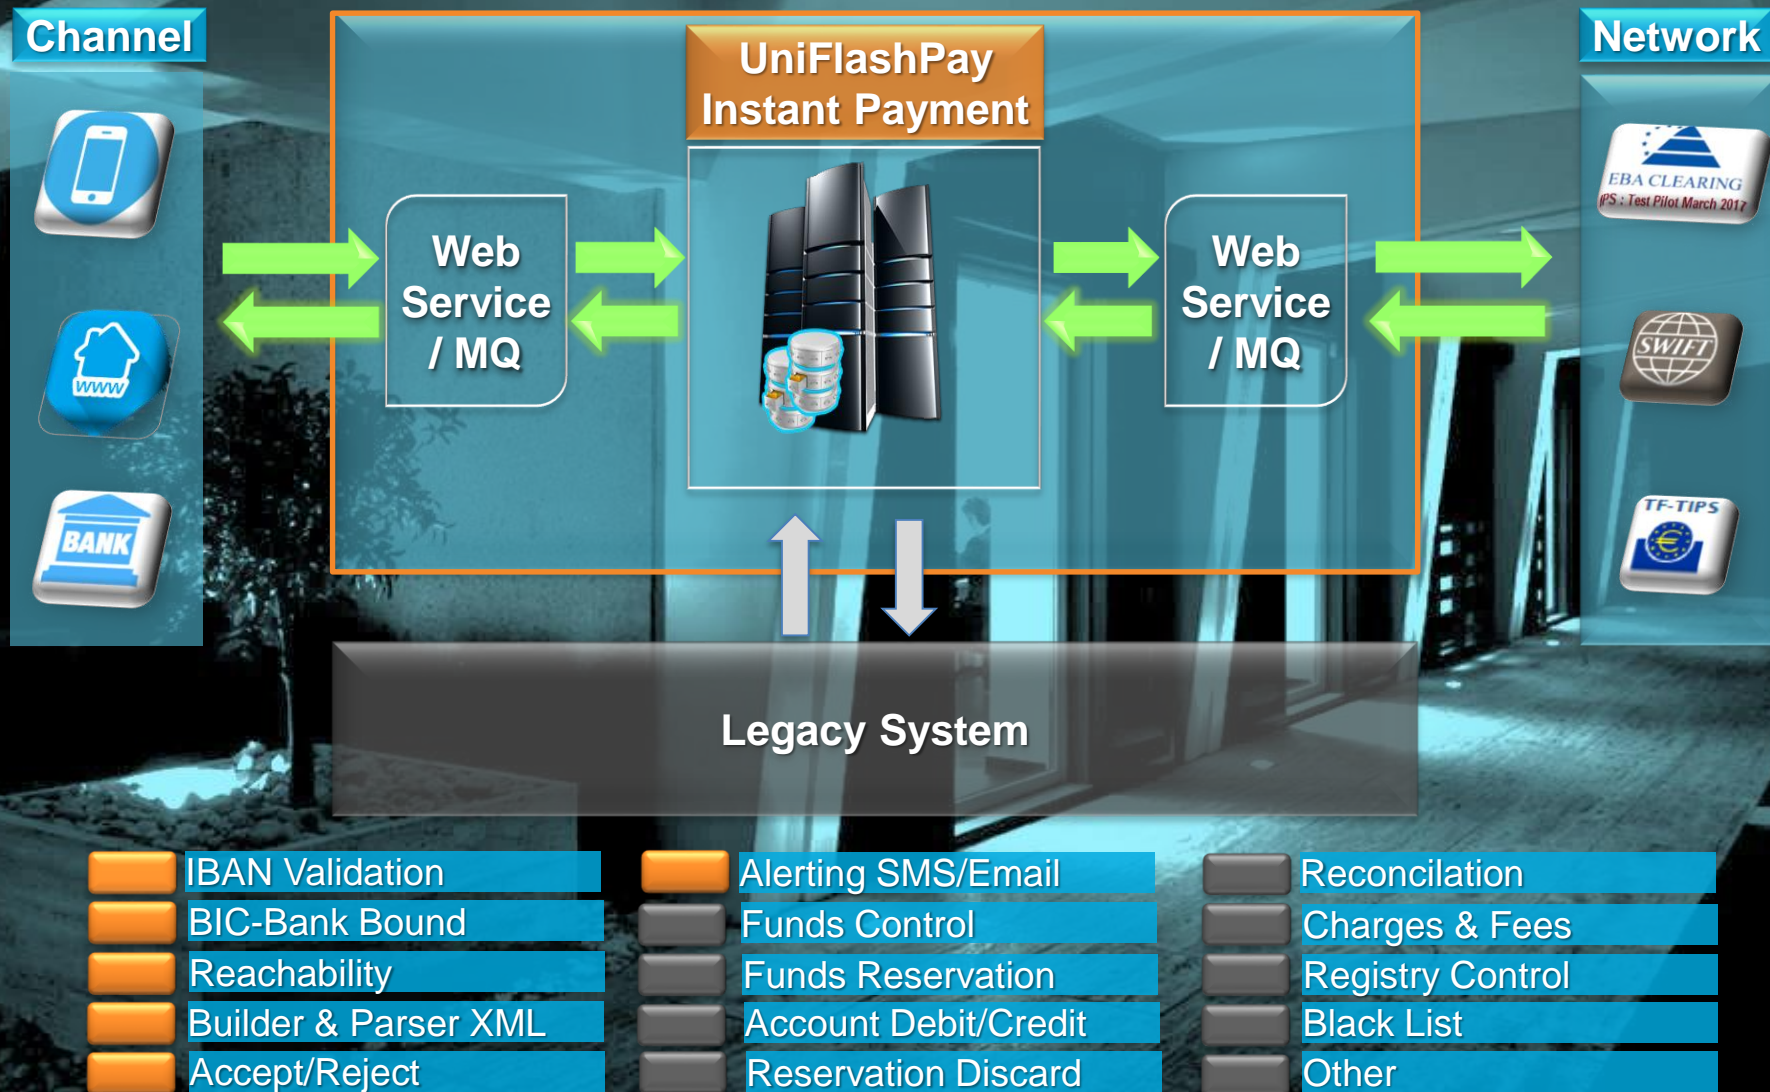 Channel
UniFlashPay
Instant Payment
Network
EBA CLEARING
IPS : Test Pilot March 2017
Web
Service
/ MQ
Web
Service
/ MQ
SWIFT
www
BANK
TF-TIPS
€
Legacy System
IBAN Validation
BIC-Bank Bound
Reachability
Builder & Parser XML
Accept/Reject
Alerting SMS/Email
Funds Control
Funds Reservation
Account Debit/Credit
Reservation Discard
Reconcilation
Charges & Fees
Registry Control
Black List
Other